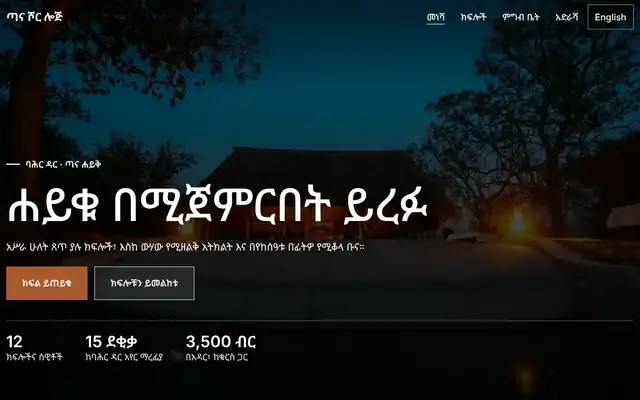 ጣና ሾር ሎጅ
መነሻ
ክፍሎች
ምግብ ቤት
አድራሻ
English
ባሕር ዳር · ጣና ሐይቅ
ሐይቁ በሚጀምርበት ይረፉ
አሥራ ሁለት ጸጥ ያሉ ክፍሎች፣ እስከ ውሃው የሚዘልቅ አትክልት እና በየከሰዓቱ በፊትዎ የሚቆላ ቡና።
ክፍል ይጠይቁ
ክፍሎቹን ይመልከቱ
12
ክፍሎችና ስዊቶች
15 ደቂቃ
ከባሕር ዳር አየር ማረፊያ
3,500 ብር
በአዳር፣ ከቁርስ ጋር